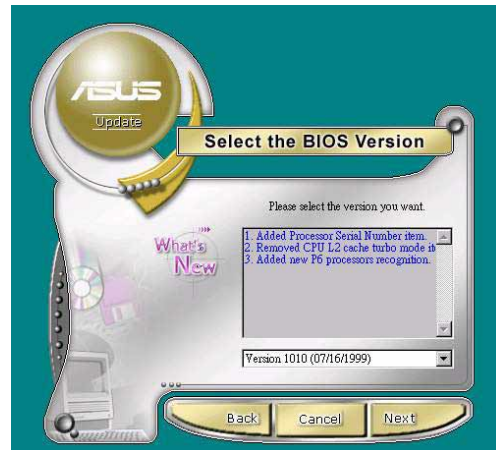 ASUS
Update
Select the BIOS Version
Please select the version you want.
What's
New
1. Added Processor Serial Number item.
2. Removed CPU L2 cache turbo mode it
3. Added new P6 processors recognition.
Version 1010 (07/16/1999)
Back Cancel Next